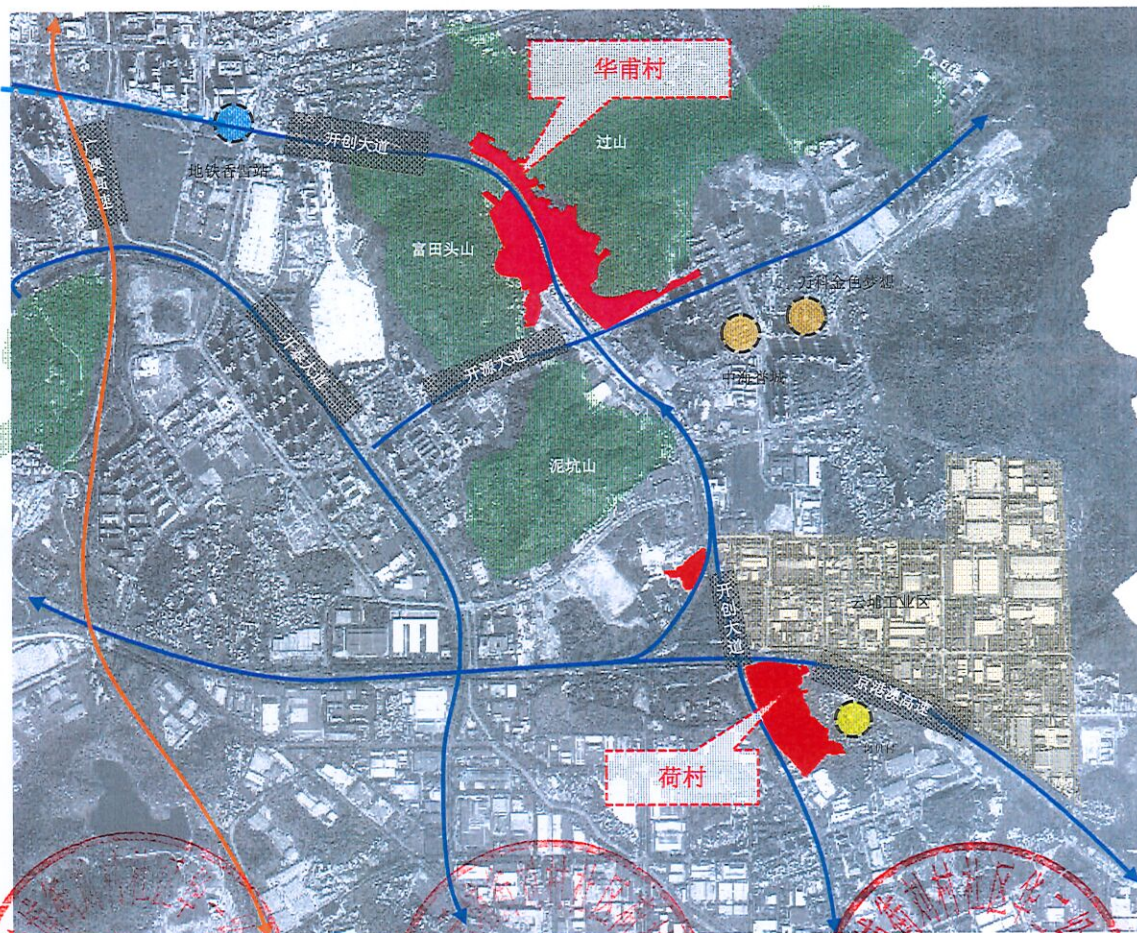 华甫村
开创大道
过山
地铁香雪站
富田头山
万科金色梦想
开源大道
开泰大道
中海誉城
泥坑山
云埔工业区
开创大道
京港澳高速
荷村